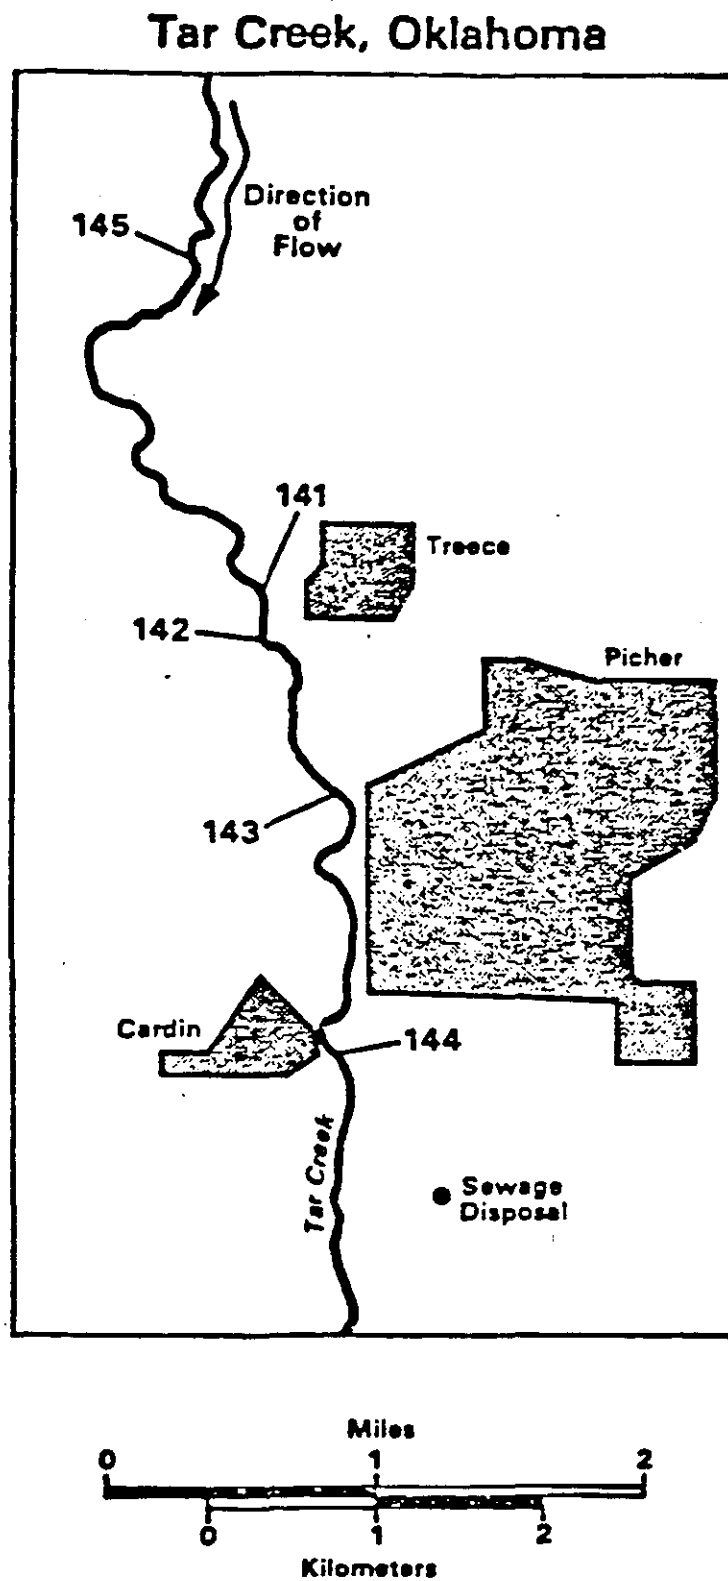 Tar Creek, Oklahoma
Direction
of
Flow
145
141
Treece
142
Picher
143
Cardin
144
Tar Creek
Sewage
Disposal
Miles
0 1 2
0 1 2
Kilometers